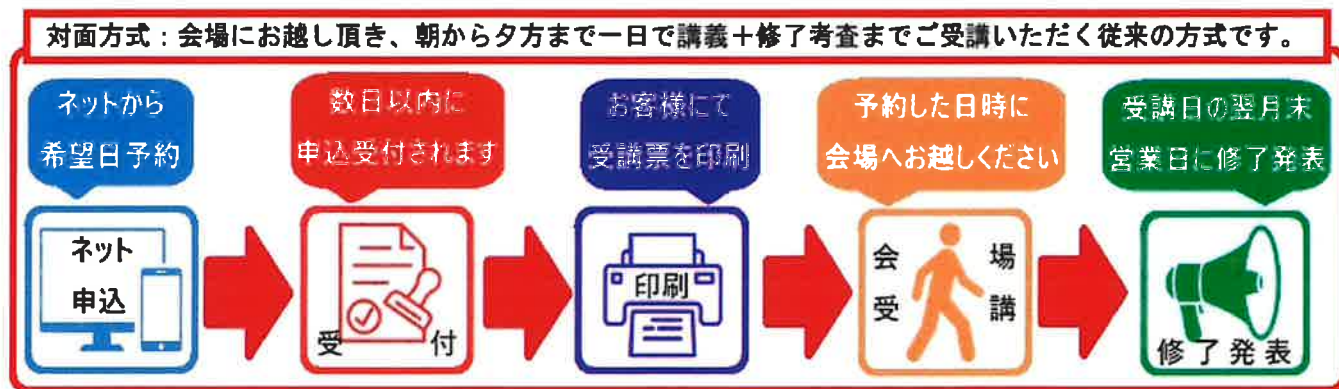 対面方式：会場にお越し頂き、朝から夕方まで一日で講義＋修了考査までご受講いただく従来の方式です。
ネットから
希望日予約
数日以内に
申込受付されます
お客様にて
受講票を印刷
予約した日時に
会場へお越しください
受講日の翌月末
営業日に修了発表
ネット
申込
受付
印刷
会場
受講
修了発表